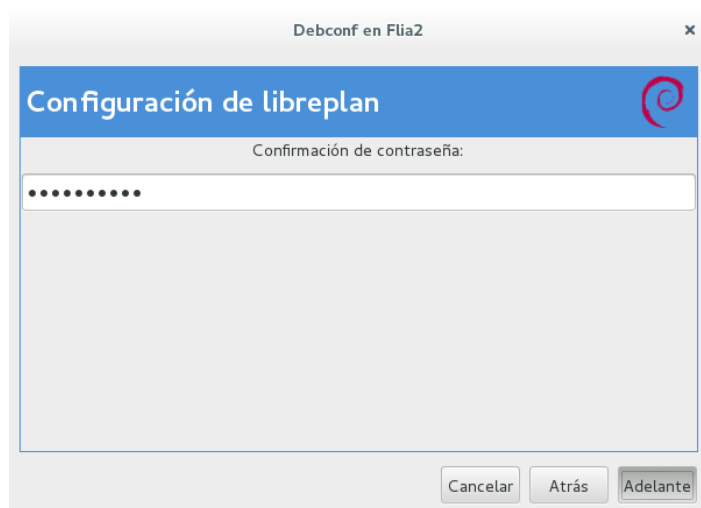 Debconf en Flia2
Configuración de libreplan
Confirmación de contraseña:
••••••••••
Cancelar Atrás Adelante